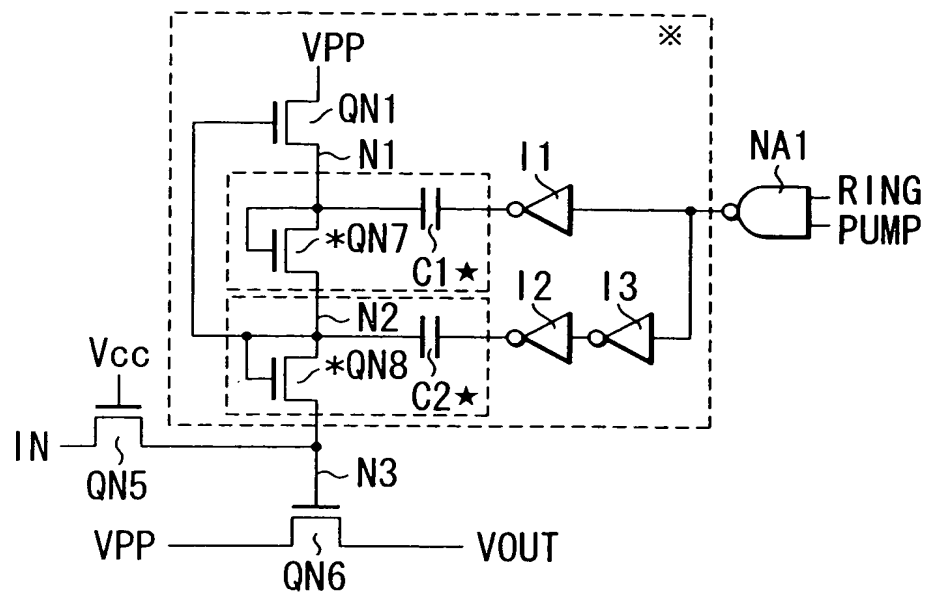 ※
VPP
QN1
N1
I1
NA1
RING
PUMP
*QN7
C1★
I2
I3
N2
Vcc
*QN8
C2★
IN
QN5
N3
VPP
VOUT
QN6